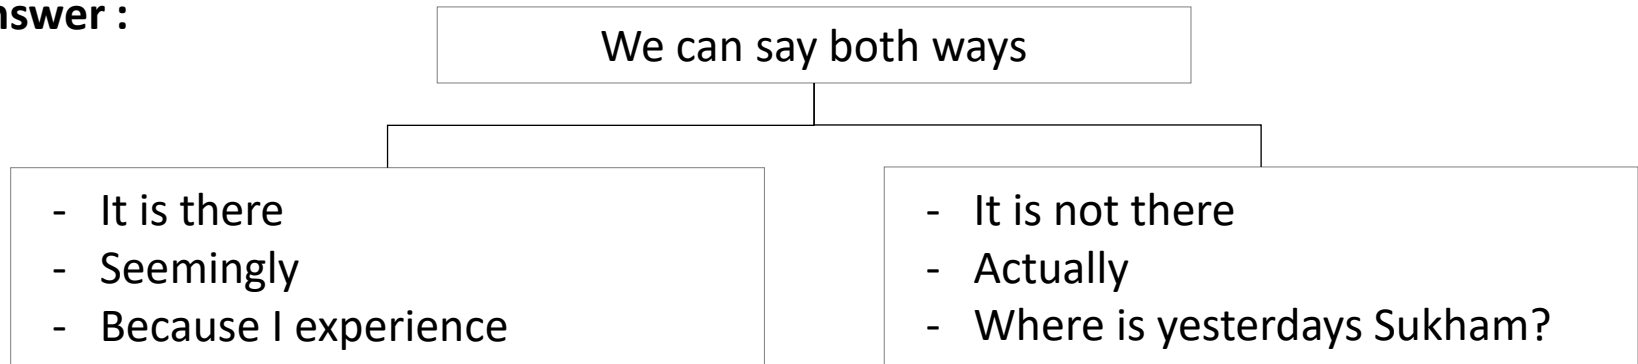 nswer :
We can say both ways
- It is there
- Seemingly
- Because I experience
- It is not there
- Actually
- Where is yesterdays Sukham?